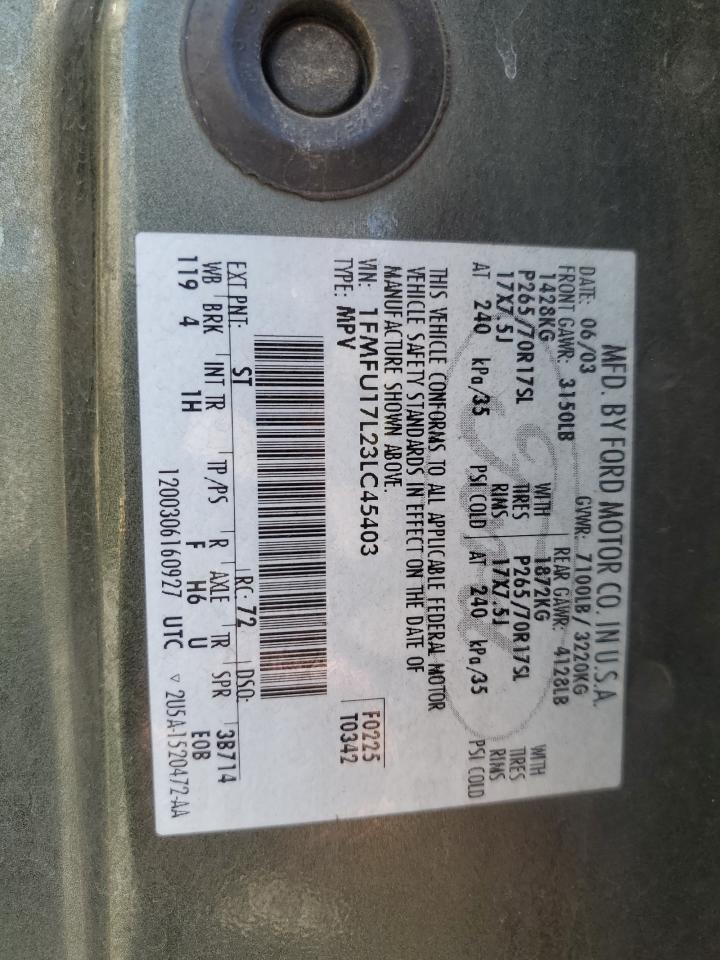 MFD. BY FORD MOTOR CO. IN U.S.A.
DATE: 06/03 GVWR: 7100LB / 3220KG
FRONT GAWR: 3150LB REAR GAWR: 4128LB
1428KG WITH 1872KG WITH
P265/70R17SL TIRES P265/70R17SL TIRES
17X7.5J RIMS 17X7.5J RIMS
AT 240 kPa/35 PSI COLD AT 240 kPa/35 PSI COLD
THIS VEHICLE CONFORMS TO ALL APPLICABLE FEDERAL MOTOR
VEHICLE SAFETY STANDARDS IN EFFECT ON THE DATE OF
MANUFACTURE SHOWN ABOVE.
VIN: 1FMFU17L23LC45403 F0225
TYPE: MPV T0342
EXT PNT: ST RC: 72 DSO: 3B714
WB BRK INT TR TP/PS R AXLE TR SPR E0B
119 4 1H F H6 U
1200306160927 UTC ▽ 2U5A-1520472-AA